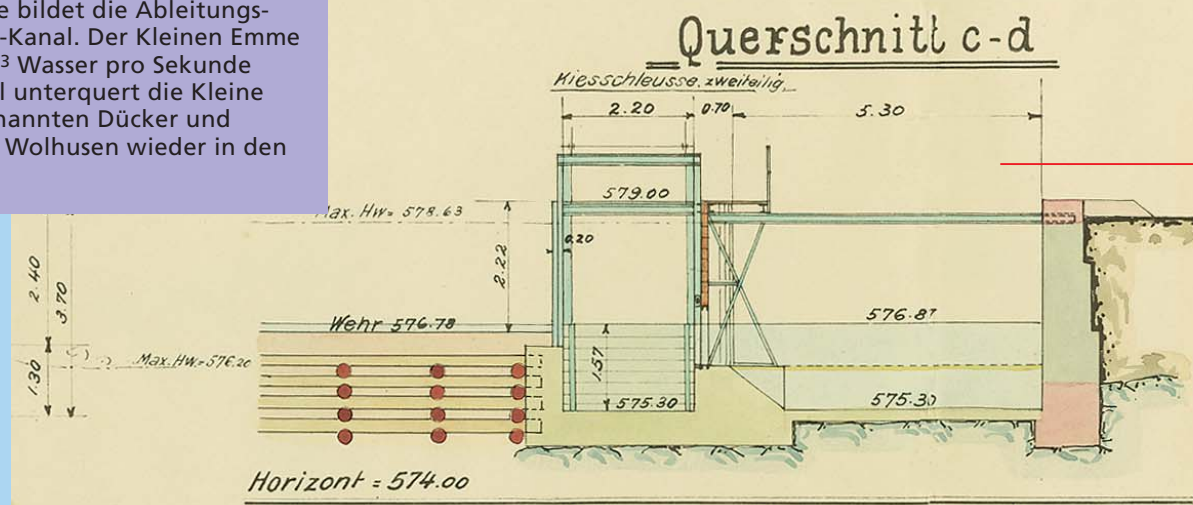 e bildet die Ableitungs-
-Kanal. Der Kleinen Emme
³ Wasser pro Sekunde
l unterquert die Kleine
nannten Dücker und
Wolhusen wieder in den
Querschnitt c-d
Kiesschleusse, zweiteilig,
2.20 0.70 5.30
579.00
Max. Hw= 578.63
0.20
2.22
2.40
3.70
1.30
Wehr 576.78
576.87
Max. Hw.=576.20
1.57
575.30
575.30
Horizont = 574.00